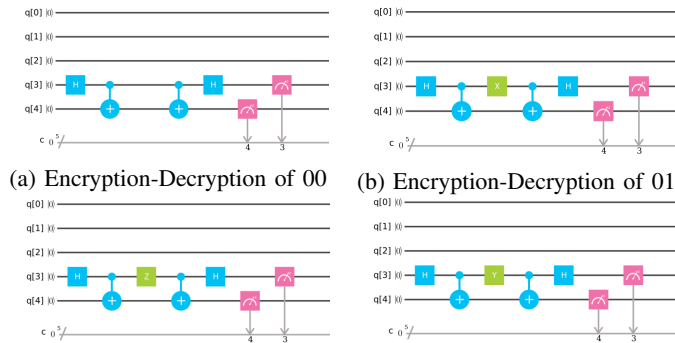 q[0] |0⟩
q[1] |0⟩
q[2] |0⟩
q[3] |0⟩ H H
q[4] |0⟩ + +
c 0 5 4 3
(a) Encryption-Decryption of 00
q[0] |0⟩
q[1] |0⟩
q[2] |0⟩
q[3] |0⟩ H X H
q[4] |0⟩ + +
c 0 5 4 3
(b) Encryption-Decryption of 01
q[0] |0⟩
q[1] |0⟩
q[2] |0⟩
q[3] |0⟩ H Z H
q[4] |0⟩ + +
c 0 5 4 3
q[0] |0⟩
q[1] |0⟩
q[2] |0⟩
q[3] |0⟩ H Y H
q[4] |0⟩ + +
c 0 5 4 3